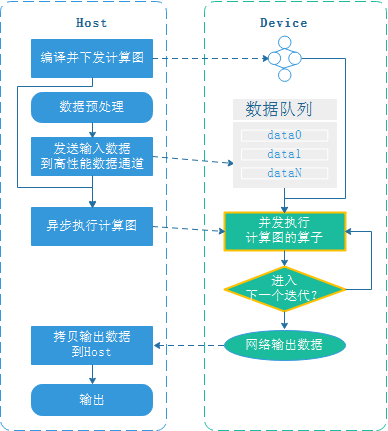 Host
编译并下发计算图
数据预处理
发送输入数据
到高性能数据通道
异步执行计算图
拷贝输出数据
到Host
输出
Device
数据队列
data0
data1
dataN
并发执行
计算图的算子
进入
下一个迭代?
网络输出数据